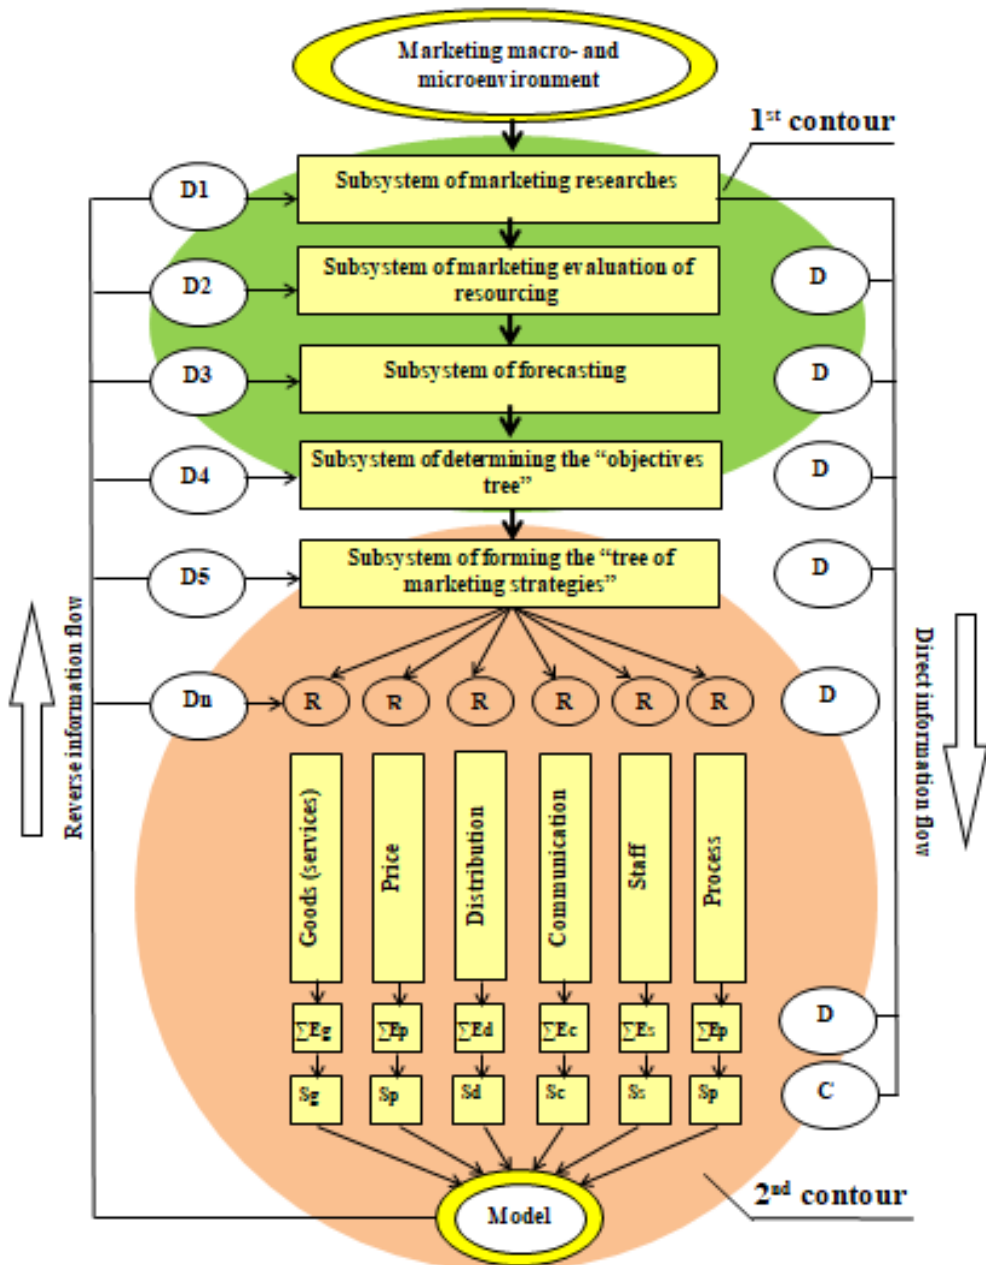 Marketing macro- and
microenvironment
1st contour
Subsystem of marketing researches
D1
Subsystem of marketing evaluation of
resourcing
D2
D
Subsystem of forecasting
D3
D
Subsystem of determining the “objectives
tree”
D4
D
Subsystem of forming the “tree of
marketing strategies”
D5
D
Reverse information flow
Direct information flow
Dn
R
R
R
R
R
R
D
Goods (services)
Price
Distribution
Communication
Staff
Process
∑Eg
∑Ep
∑Ed
∑Ec
∑Es
∑Ep
D
Sg
Sp
Sd
Sc
Ss
Sp
C
2nd contour
Model